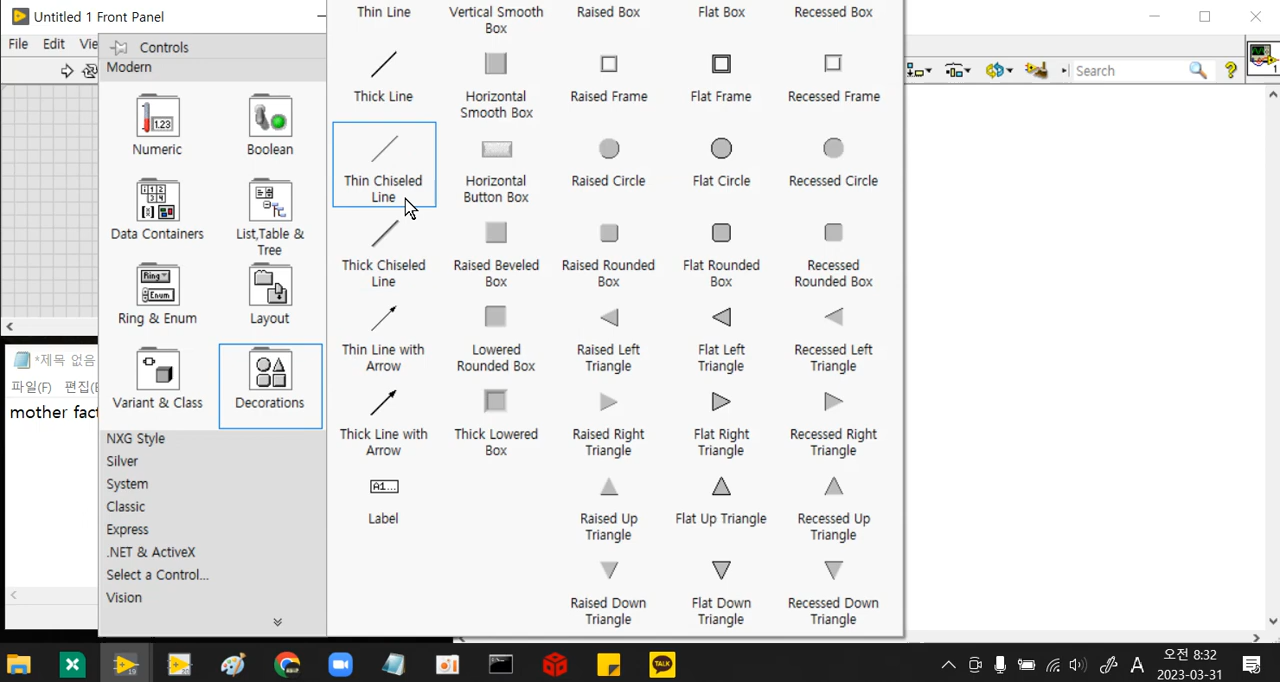 Untitled 1 Front Panel
File Edit Vie
Controls
Modern
Numeric
Boolean
Data Containers
List,Table &
Tree
Ring & Enum
Layout
Variant & Class
Decorations
NXG Style
Silver
System
Classic
Express
.NET & ActiveX
Select a Control...
Vision
Thin Line
Vertical Smooth
Box
Raised Box
Flat Box
Recessed Box
Thick Line
Horizontal
Smooth Box
Raised Frame
Flat Frame
Recessed Frame
Thin Chiseled
Line
Horizontal
Button Box
Raised Circle
Flat Circle
Recessed Circle
Thick Chiseled
Line
Raised Beveled
Box
Raised Rounded
Box
Flat Rounded
Box
Recessed
Rounded Box
Thin Line with
Arrow
Lowered
Rounded Box
Raised Left
Triangle
Flat Left
Triangle
Recessed Left
Triangle
Thick Line with
Arrow
Thick Lowered
Box
Raised Right
Triangle
Flat Right
Triangle
Recessed Right
Triangle
Label
Raised Up
Triangle
Flat Up Triangle
Recessed Up
Triangle
Raised Down
Triangle
Flat Down
Triangle
Recessed Down
Triangle
Search
*제목 없음
파일(F) 편집(E
mother fact
TALK
A
오전 8:32
2023-03-31